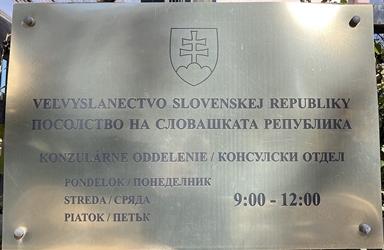 VEĽVYSLANECTVO SLOVENSKEJ REPUBLIKY
ПОСОЛСТВО НА СЛОВАШКАТА РЕПУБЛИКА
KONZULÁRNE ODDELENIE / КОНСУЛСКИ ОТДЕЛ
PONDELOK / ПОНЕДЕЛНИК
STREDA / СРЯДА 9:00 - 12:00
PIATOK / ПЕТЪК